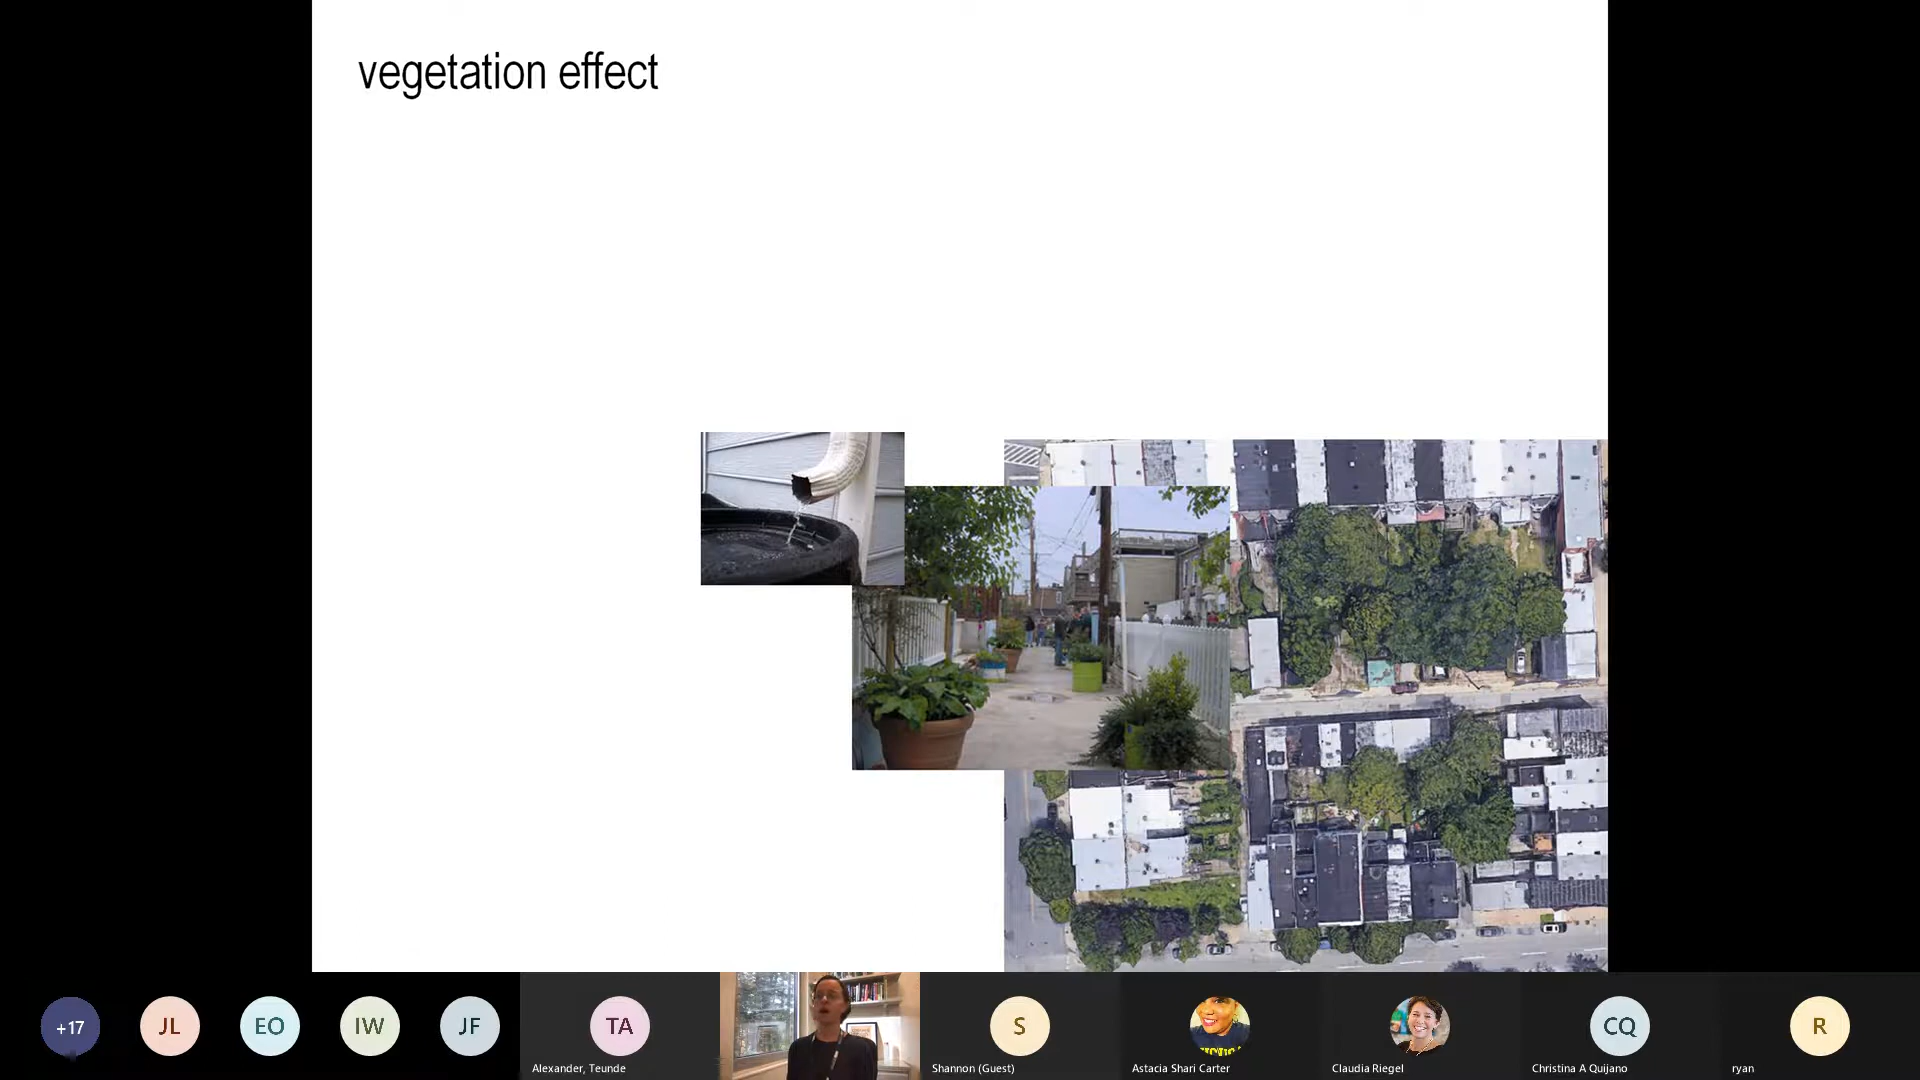 vegetation effect
+17
JL
EO
IW
JF
TA
Alexander, Teunde
S
Shannon (Guest)
Astacia Shari Carter
Claudia Riegel
CQ
Christina A Quijano
R
ryan